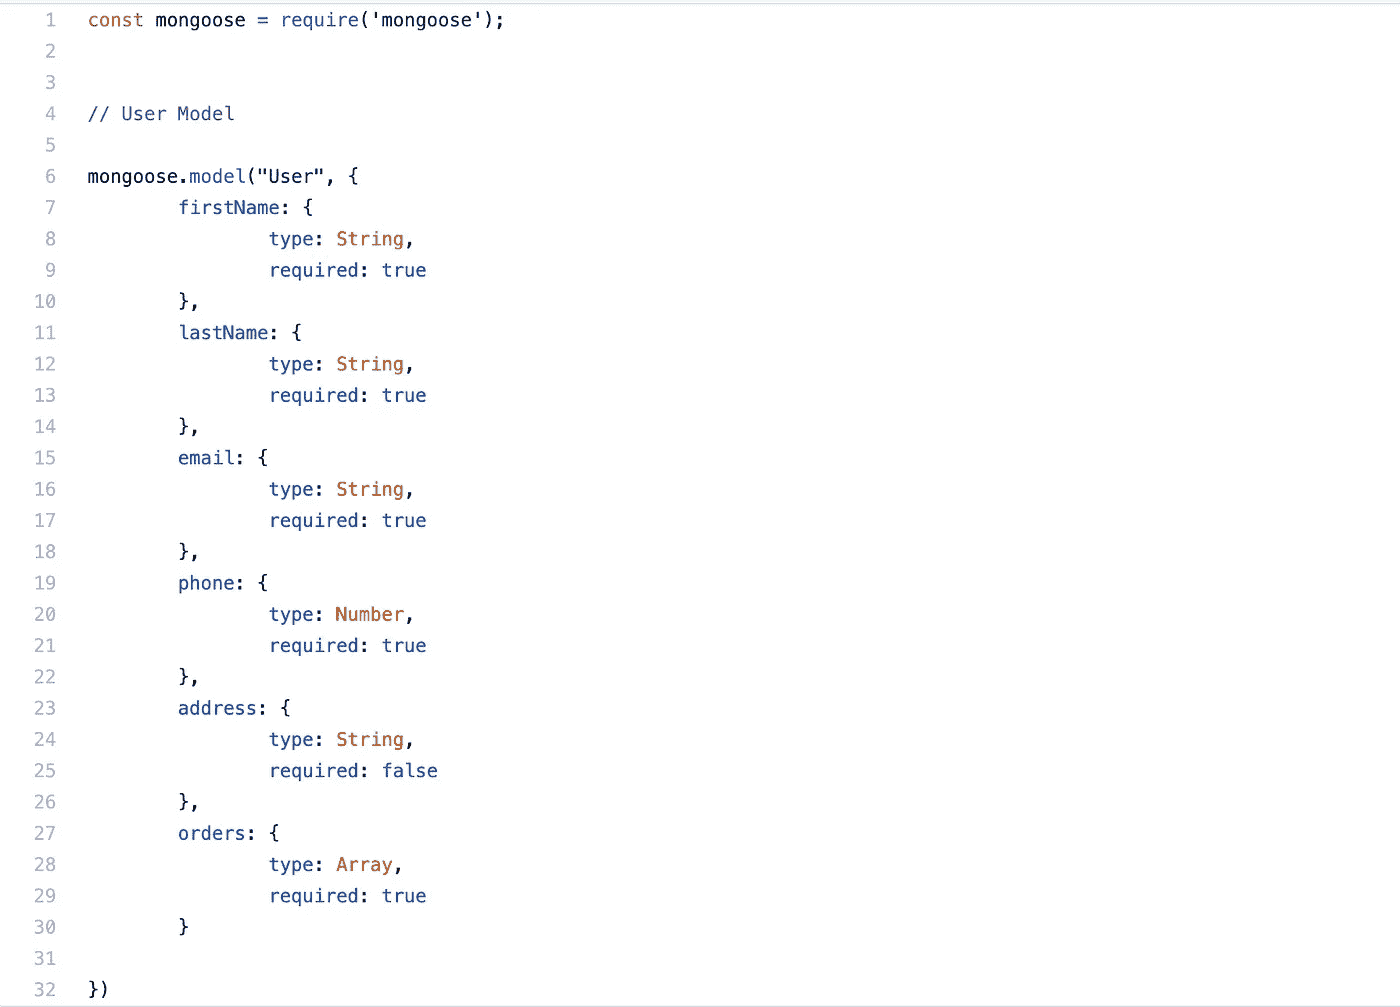 1 const mongoose = require('mongoose');
2
3
4 // User Model
5
6 mongoose.model("User", {
7 firstName: {
8 type: String,
9 required: true
10 },
11 lastName: {
12 type: String,
13 required: true
14 },
15 email: {
16 type: String,
17 required: true
18 },
19 phone: {
20 type: Number,
21 required: true
22 },
23 address: {
24 type: String,
25 required: false
26 },
27 orders: {
28 type: Array,
29 required: true
30 }
31
32 })